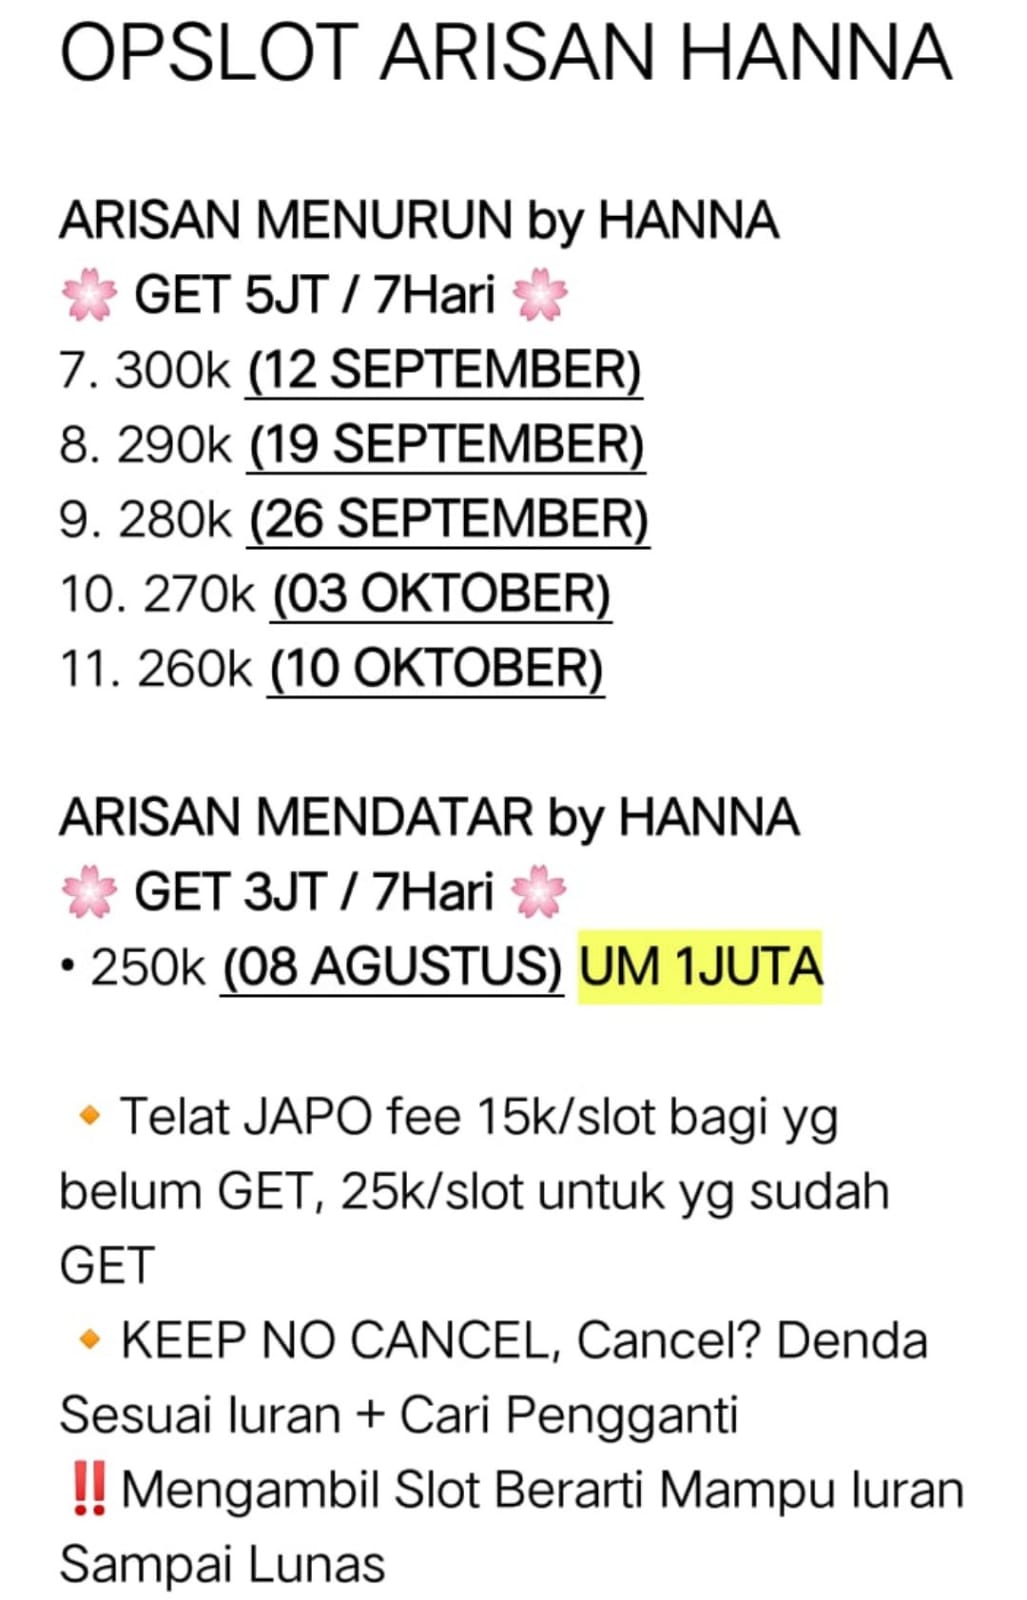 OPSLOT ARISAN HANNA
ARISAN MENURUN by HANNA
🌸 GET 5JT / 7Hari 🌸
7. 300k (12 SEPTEMBER)
8. 290k (19 SEPTEMBER)
9. 280k (26 SEPTEMBER)
10. 270k (03 OKTOBER)
11. 260k (10 OKTOBER)
ARISAN MENDATAR by HANNA
🌸 GET 3JT / 7Hari 🌸
• 250k (08 AGUSTUS) UM 1JUTA
🔸Telat JAPO fee 15k/slot bagi yg
belum GET, 25k/slot untuk yg sudah
GET
🔸KEEP NO CANCEL, Cancel? Denda
Sesuai Iuran + Cari Pengganti
‼️Mengambil Slot Berarti Mampu Iuran
Sampai Lunas